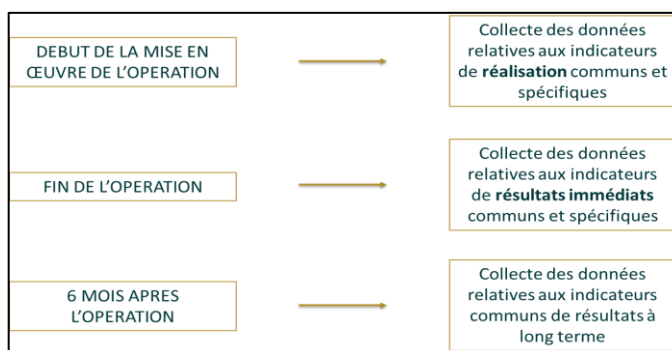 DEBUT DE LA MISE EN
ŒUVRE DE L’OPERATION
Collecte des données
relatives aux indicateurs
de réalisation communs et
spécifiques
FIN DE L’OPERATION
Collecte des données
relatives aux indicateurs
de résultats immédiats
communs et spécifiques
6 MOIS APRES
L’OPERATION
Collecte des données
relatives aux indicateurs
communs de résultats à
long terme